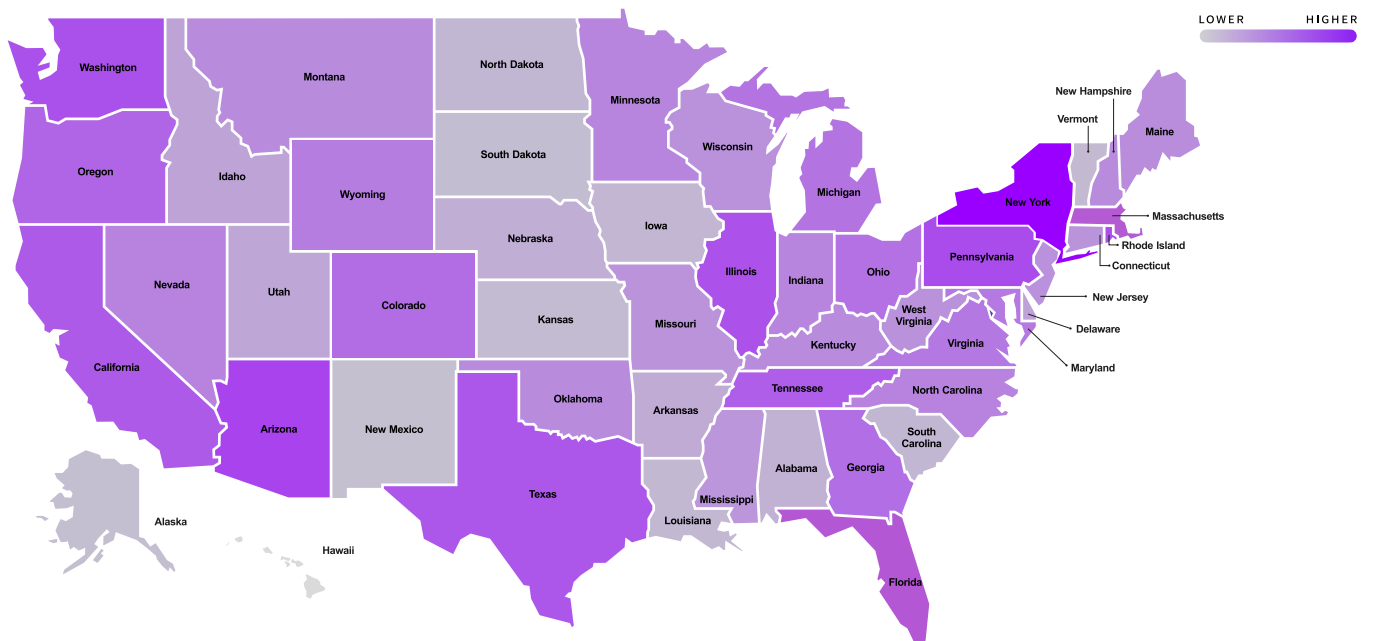 LOWER HIGHER
Washington
Montana
North Dakota
Minnesota
New Hampshire
Vermont
Maine
Oregon
Idaho
South Dakota
Wisconsin
Wyoming
Michigan
New York
Massachusetts
Nebraska
Iowa
Rhode Island
Pennsylvania
Connecticut
Nevada
Utah
Colorado
Illinois
Indiana
Ohio
New Jersey
Kansas
Missouri
West
Virginia
Delaware
Kentucky
Virginia
California
Maryland
Tennessee
North Carolina
Oklahoma
Arkansas
Arizona
New Mexico
South
Carolina
Alabama
Georgia
Texas
Mississippi
Louisiana
Alaska
Hawaii
Florida